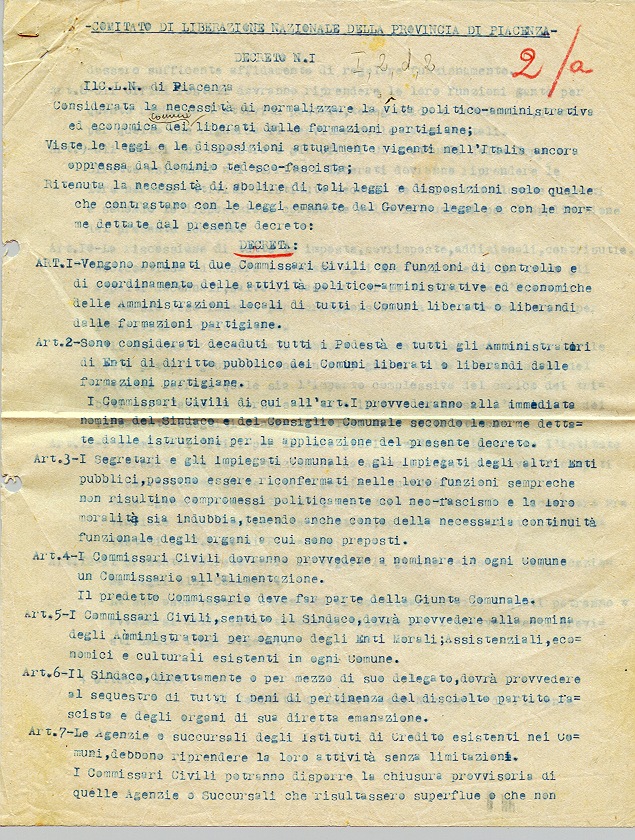 -COMITATO DI LIBERAZIONE NAZIONALE DELLA PROVINCIA DI PIACENZA-
DECRETO N.I
I, 2, d, 2
2/a
IlC.L.N. di Piacenza
Considerata la necessità di normalizzare la vita politico-amministrativa
comuni
ed economica dei liberati dalle formazioni partigiane;
Viste le leggi e le disposizioni attualmente vigenti nell'Italia ancora
oppressa dal dominio tedesco-fascista;
Ritenuta la necessità di abolire di tali leggi e disposizioni solo quelle
che contrastano con le leggi emanate dal Governo legale o con le nor=
me dettate dal presente decreto:
DECRETA:
ART.I-Vengono nominati due Commissari Civili con funzioni di controllo e
di coordinamento delle attività politico-amministrative ed economiche
delle Amministrazioni locali di tutti i Comuni liberati o liberandi
dalle formazioni partigiane.
Art.2-Sono considerati decaduti tutti i Podestà e tutti gli Amministratori
di Enti di diritto pubblico dei Comuni liberati o liberandi dalle
formazioni partigiane.
I Commissari Civili di cui all'art.I provvederanno alla immediata
nomina del Sindaco e del Consiglio Comunale secondo le norme detta=
te dalle istruzioni per la applicazione del presente decreto.
Art.3-I Segretari e gli Impiegati Comunali e gli Impiegati degli altri Enti
pubblici,possono essere riconfermati nelle loro funzioni sempreche
non risultino compromessi politicamente col neo-fascismo e la loro
moralità sia indubbia,tenendo anche conto della necessaria continuità
funzionale degli organi a cui sono preposti.
Art.4-I Commissari Civili dovranno provvedere a nominare in ogni Comune
un Commissario all'alimentazione.
Il predetto Commissario deve far parte della Giunta Comunale.
Art.5-I Commissari Civili,sentito il Sindaco,dovrà provvedere alla nomina
degli Amministratori per ognuno degli Enti Morali;Assistenziali,eco=
nomici e culturali esistenti in ogni Comune.
Art.6-Il Sindaco,direttamente o per mezzo di suo delegato,dovrà provvedere
al sequestro di tutti i beni di pertinenza del disciolto partito fa=
scista e degli organi di sua diretta emanazione.
Art.7-Le Agenzie o succursali degli Istituti di Credito esistenti nei Co=
muni,debbono riprendere la loro attività senza limitazioni.
I Commissari Civili potranno disporre la chiusura provvisoria di
quelle Agenzie o Succursali che risultassero superflue o che non